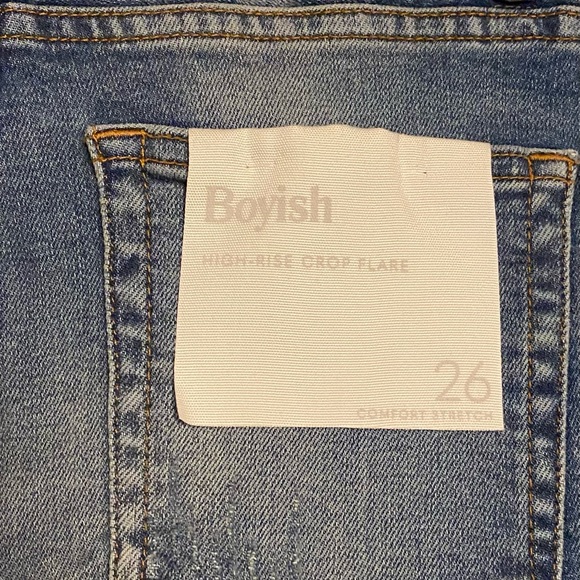 Boyish
HIGH-RISE CROP FLARE
26
COMFORT STRETCH